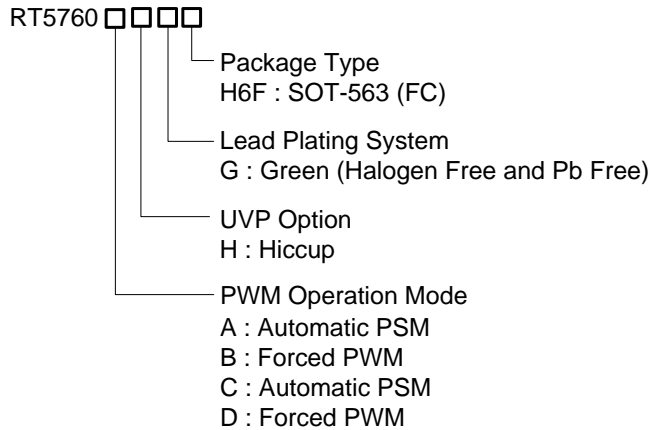 RT5760
Package Type
H6F : SOT-563 (FC)
Lead Plating System
G : Green (Halogen Free and Pb Free)
UVP Option
H : Hiccup
PWM Operation Mode
A : Automatic PSM
B : Forced PWM
C : Automatic PSM
D : Forced PWM